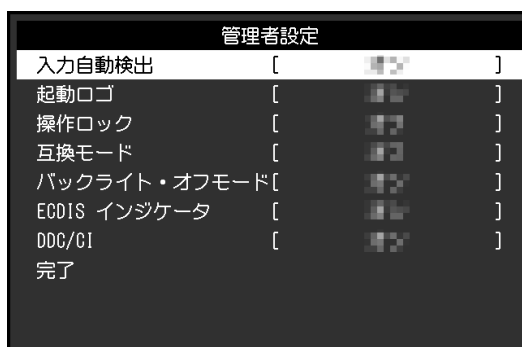 管理者設定
入力自動検出 [ ]
起動ロゴ [ ]
操作ロック [ ]
互換モード [ ]
バックライト・オフモード[ ]
ECDIS インジケータ [ ]
DDC/CI [ ]
完了